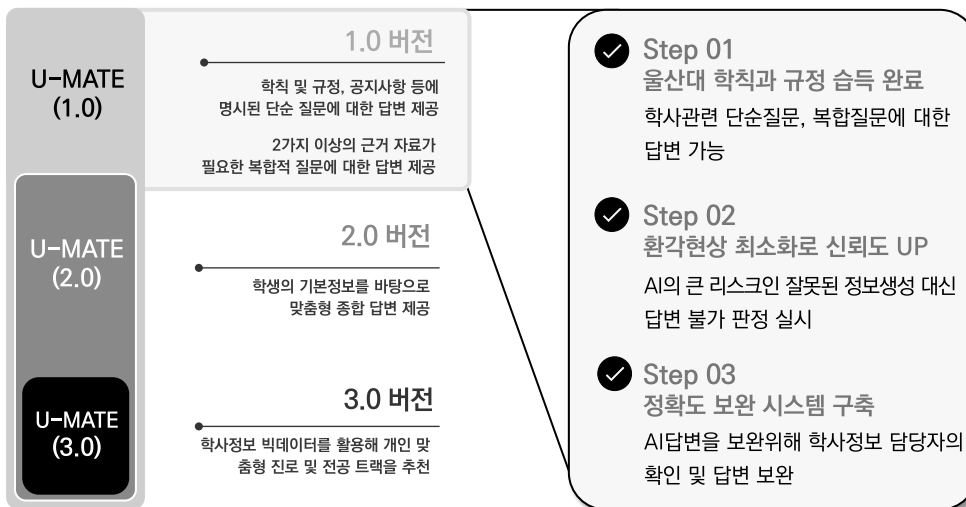 U-MATE
(1.0)
1.0 버전
학칙 및 규정, 공지사항 등에
명시된 단순 질문에 대한 답변 제공
2가지 이상의 근거 자료가
필요한 복합적 질문에 대한 답변 제공
U-MATE
(2.0)
2.0 버전
학생의 기본정보를 바탕으로
맞춤형 종합 답변 제공
U-MATE
(3.0)
3.0 버전
학사정보 빅데이터를 활용해 개인 맞
춤형 진로 및 전공 트랙을 추천
Step 01
울산대 학칙과 규정 습득 완료
학사관련 단순질문, 복합질문에 대한
답변 가능
Step 02
환각현상 최소화로 신뢰도 UP
AI의 큰 리스크인 잘못된 정보생성 대신
답변 불가 판정 실시
Step 03
정확도 보완 시스템 구축
AI답변을 보완위해 학사정보 담당자의
확인 및 답변 보완